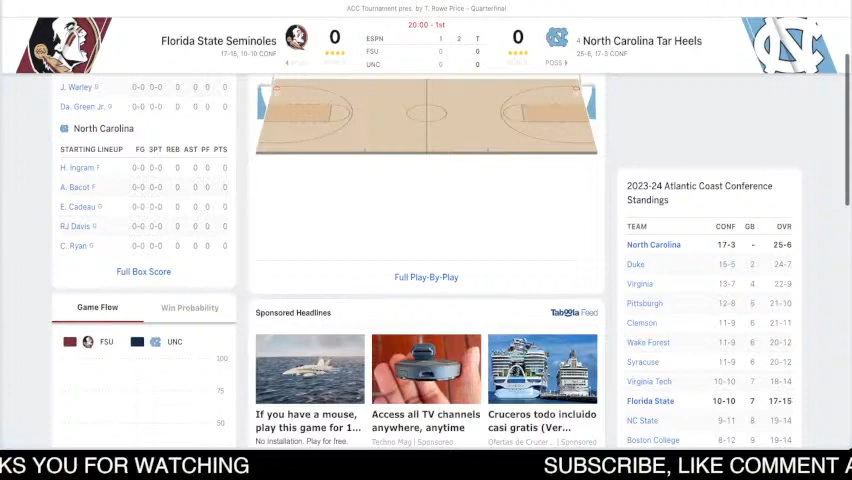 ACC Tournament pres. by T. Rowe Price - Quarterfinal
20:00 - 1st
Florida State Seminoles
17-15, 10-10 CONF
0
ESPN 1 2 T
FSU 0 0
UNC 0 0
0
4 North Carolina Tar Heels
25-6, 17-3 CONF
POSS
J. Warley G 0-0 0-0 0 0 0 0
Da. Green Jr. G 0-0 0-0 0 0 0 0
North Carolina
STARTING LINEUP FG 3PT REB AST PF PTS
H. Ingram F 0-0 0-0 0 0 0 0
A. Bacot F 0-0 0-0 0 0 0 0
E. Cadeau G 0-0 0-0 0 0 0 0
RJ Davis G 0-0 0-0 0 0 0 0
C. Ryan G 0-0 0-0 0 0 0 0
Full Box Score
Game Flow
Win Probability
FSU UNC
100
75
50
Full Play-By-Play
Sponsored Headlines
Taboola Feed
If you have a mouse,
play this game for 1...
No Installation. Play for free.
Access all TV channels
anywhere, anytime
Techno Mag | Sponsored
Cruceros todo incluido
casi gratis (Ver...
Ofertas de Crucer... | Sponsored
2023-24 Atlantic Coast Conference
Standings
TEAM CONF GB OVR
North Carolina 17-3 - 25-6
Duke 15-5 2 24-7
Virginia 13-7 4 22-9
Pittsburgh 12-8 5 21-10
Clemson 11-9 6 21-11
Wake Forest 11-9 6 20-12
Syracuse 11-9 6 20-12
Virginia Tech 10-10 7 18-14
Florida State 10-10 7 17-15
NC State 9-11 8 19-14
Boston College 8-12 9 19-14
KS YOU FOR WATCHING
SUBSCRIBE, LIKE COMMENT A